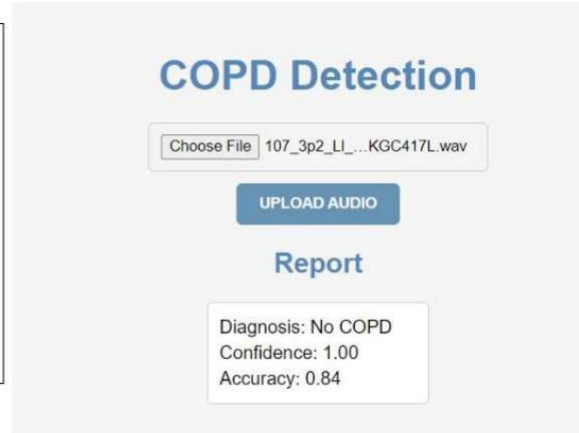 COPD Detection
Choose File 107_3p2_Ll_...KGC417L.wav
UPLOAD AUDIO
Report
Diagnosis: No COPD
Confidence: 1.00
Accuracy: 0.84